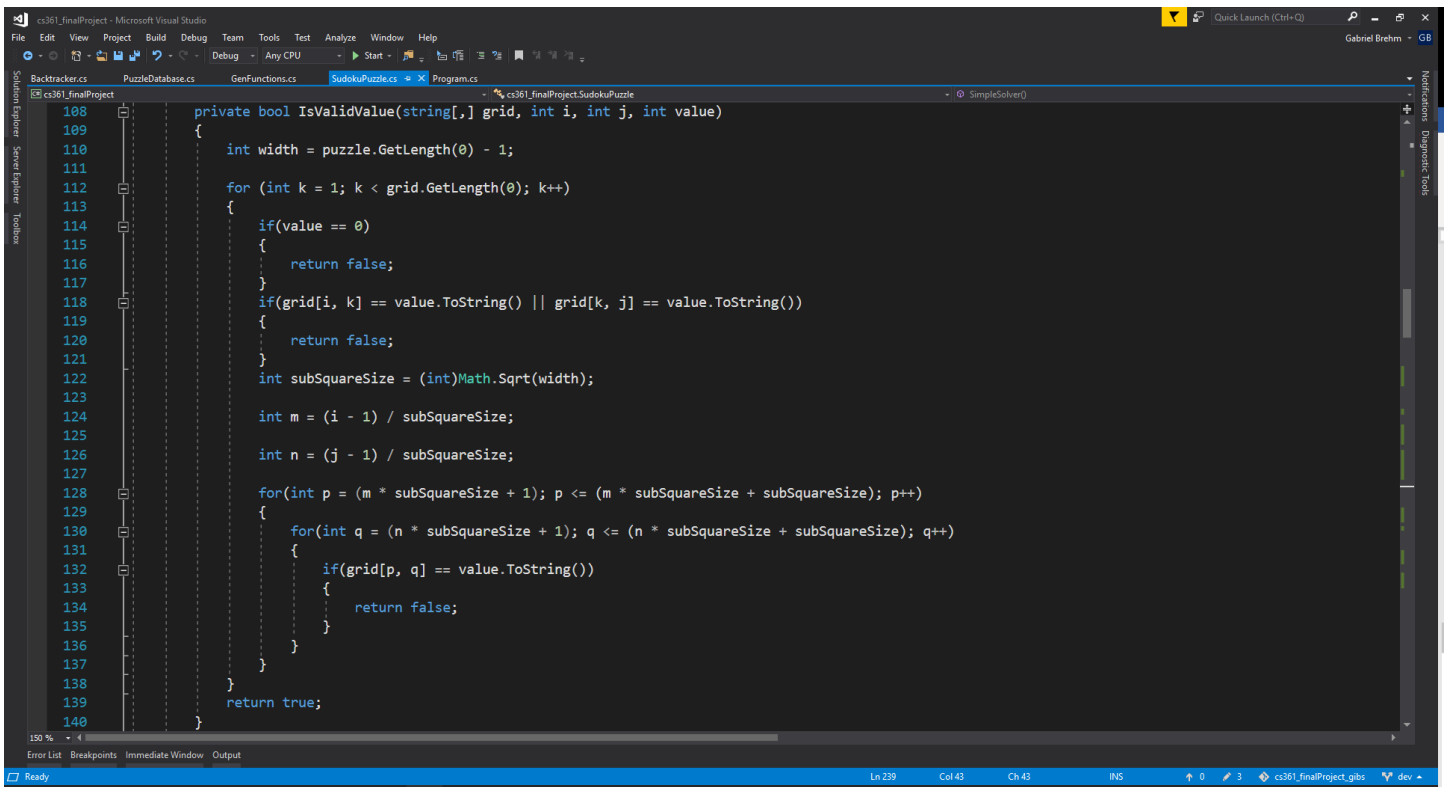 cs361_finalProject - Microsoft Visual Studio
Quick Launch (Ctrl+Q)
File Edit View Project Build Debug Team Tools Test Analyze Window Help
Gabriel Brehm GB
Debug Any CPU Start
Backtracker.cs PuzzleDatabase.cs GenFunctions.cs SudokuPuzzle.cs Program.cs
cs361_finalProject cs361_finalProject.SudokuPuzzle SimpleSolver()
Solution Explorer
Server Explorer
Toolbox
Notifications
Diagnostic Tools
108 private bool IsValidValue(string[,] grid, int i, int j, int value)
109 {
110 int width = puzzle.GetLength(0) - 1;
111
112 for (int k = 1; k < grid.GetLength(0); k++)
113 {
114 if(value == 0)
115 {
116 return false;
117 }
118 if(grid[i, k] == value.ToString() || grid[k, j] == value.ToString())
119 {
120 return false;
121 }
122 int subSquareSize = (int)Math.Sqrt(width);
123
124 int m = (i - 1) / subSquareSize;
125
126 int n = (j - 1) / subSquareSize;
127
128 for(int p = (m * subSquareSize + 1); p <= (m * subSquareSize + subSquareSize); p++)
129 {
130 for(int q = (n * subSquareSize + 1); q <= (n * subSquareSize + subSquareSize); q++)
131 {
132 if(grid[p, q] == value.ToString())
133 {
134 return false;
135 }
136 }
137 }
138 }
139 return true;
140 }
150 %
Error List Breakpoints Immediate Window Output
Ready Ln 239 Col 43 Ch 43 INS 0 3 cs361_finalProject_gibs dev